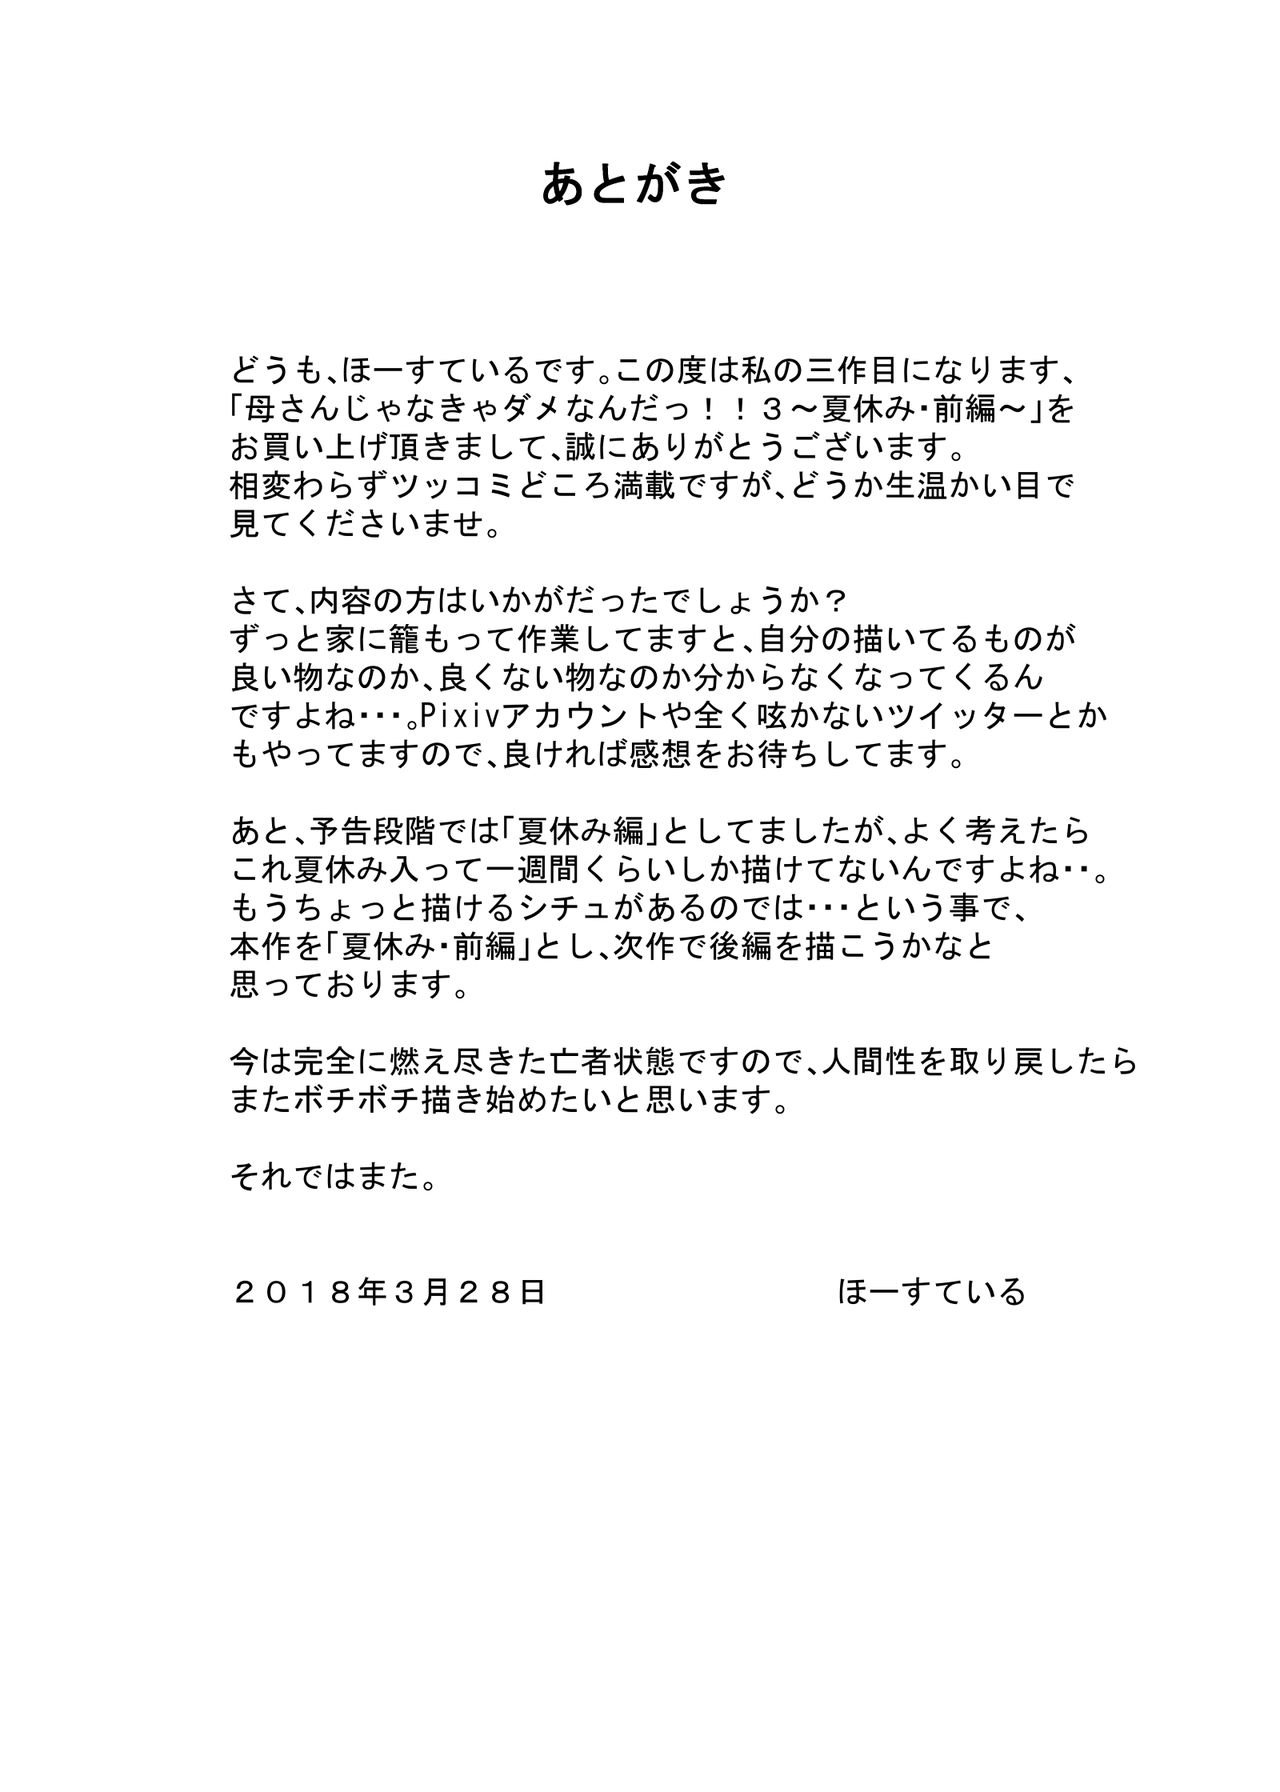 あとがき
どうも、ほーすているです。この度は私の三作目になります、
「母さんじゃなきゃダメなんだっ！！３～夏休み・前編～」を
お買い上げ頂きまして、誠にありがとうございます。
相変わらずツッコミどころ満載ですが、どうか生温かい目で
見てくださいませ。
さて、内容の方はいかがだったでしょうか？
ずっと家に籠もって作業してますと、自分の描いてるものが
良い物なのか、良くない物なのか分からなくなってくるん
ですよね・・・。Pixivアカウントや全く呟かないツイッターとか
もやってますので、良ければ感想をお待ちしてます。
あと、予告段階では「夏休み編」としてましたが、よく考えたら
これ夏休み入って一週間くらいしか描けてないんですよね・・。
もうちょっと描けるシチュがあるのでは・・・という事で、
本作を「夏休み・前編」とし、次作で後編を描こうかなと
思っております。
今は完全に燃え尽きた亡者状態ですので、人間性を取り戻したら
またボチボチ描き始めたいと思います。
それではまた。
２０１８年３月２８日　　　　　　　　　ほーすている